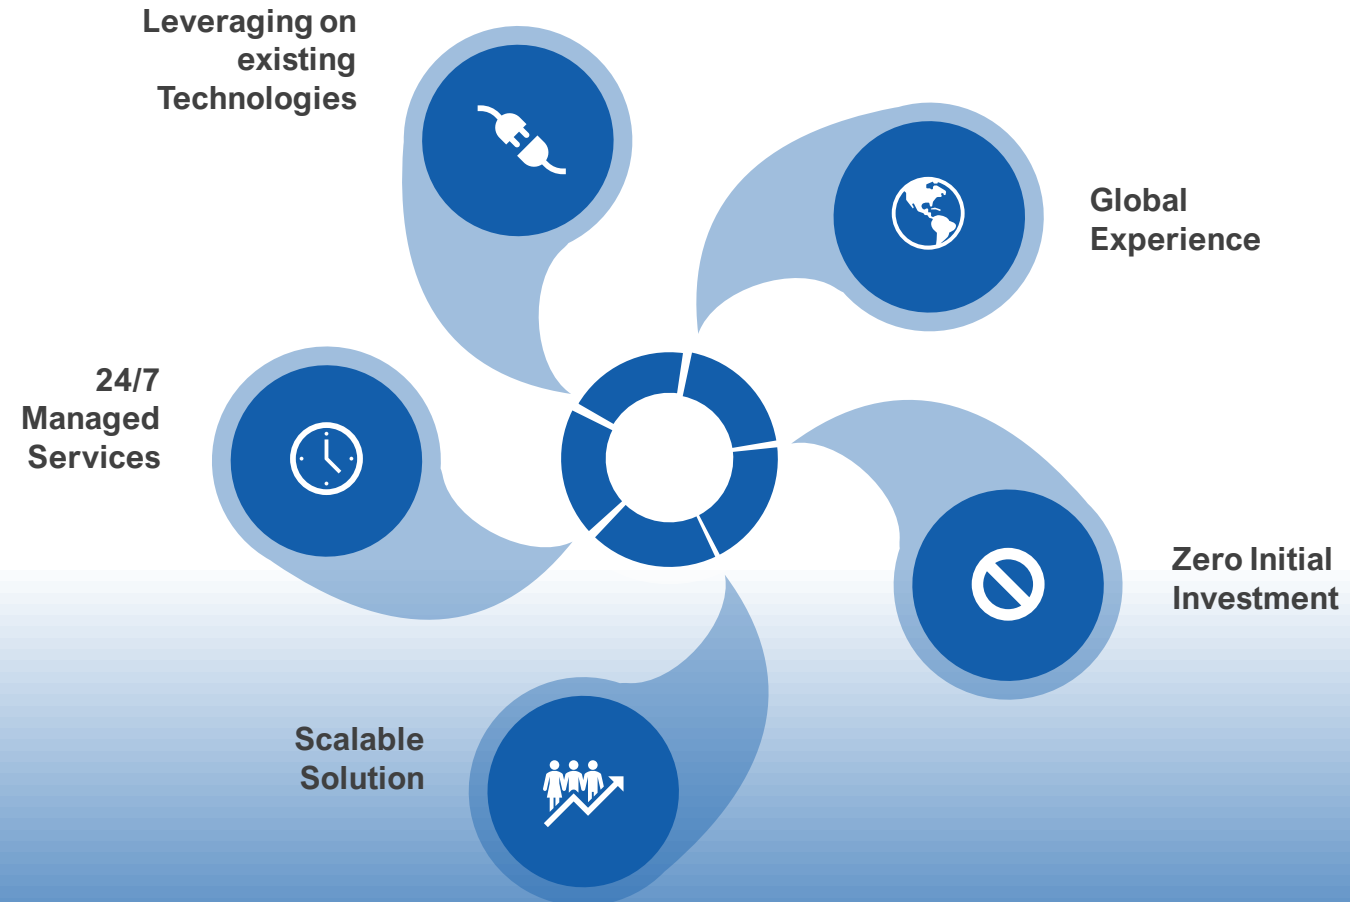 Leveraging on
existing
Technologies
Global
Experience
24/7
Managed
Services
Zero Initial
Investment
Scalable
Solution